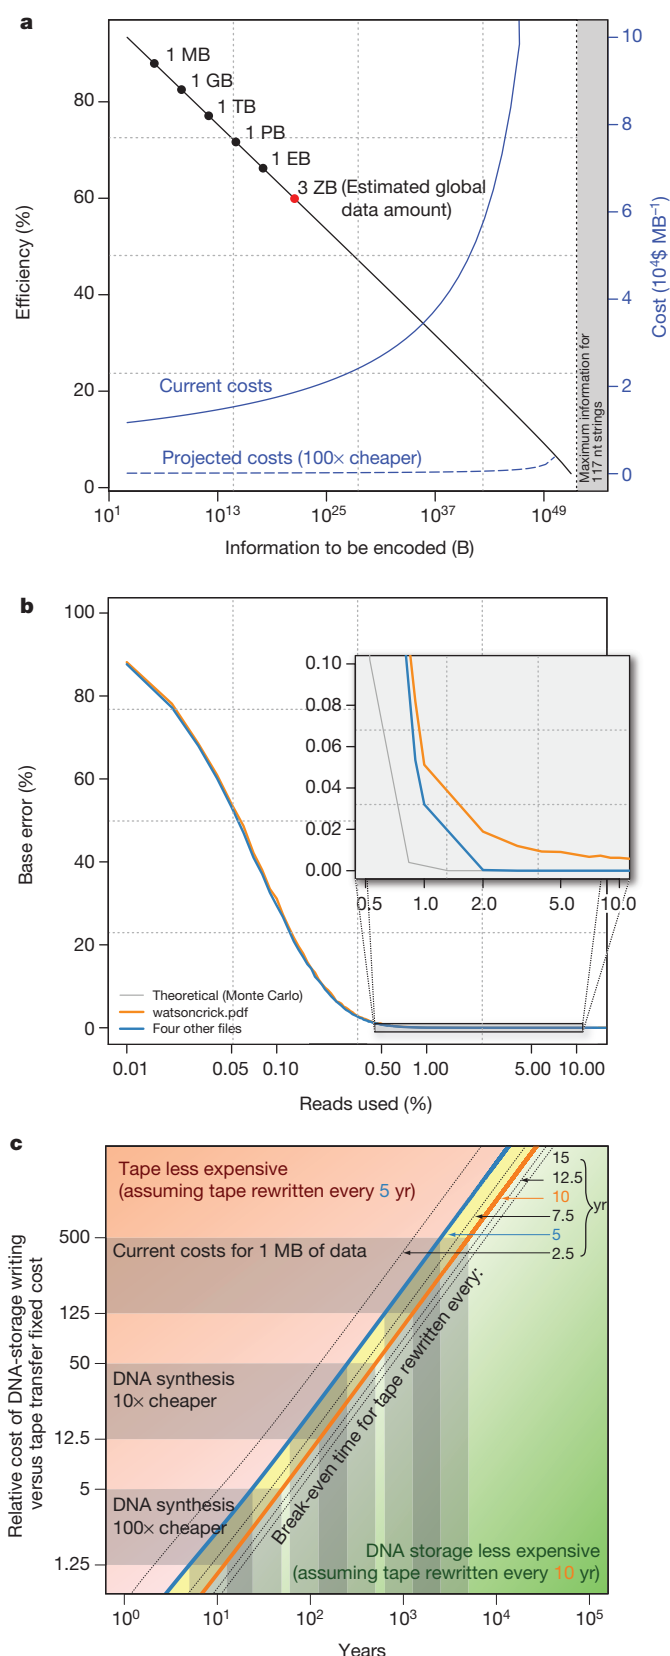 a
1 MB
1 GB
1 TB
1 PB
1 EB
3 ZB (Estimated global
data amount)
Current costs
Projected costs (100× cheaper)
Maximum information for
117 nt strings
Efficiency (%)
80
60
40
20
0
Cost (10⁴$ MB⁻¹)
10
8
6
4
2
0
10¹
10¹³
10²⁵
10³⁷
10⁴⁹
Information to be encoded (B)
b
Base error (%)
100
80
60
40
20
0
0.10
0.08
0.06
0.04
0.02
0.00
0.5
1.0
2.0
5.0
10.0
Theoretical (Monte Carlo)
watsoncrick.pdf
Four other files
0.01
0.05
0.10
0.50
1.00
5.00
10.00
Reads used (%)
c
Tape less expensive
(assuming tape rewritten every 5 yr)
15
12.5
10
7.5
5
2.5
yr
Current costs for 1 MB of data
DNA synthesis
10× cheaper
DNA synthesis
100× cheaper
Break-even time for tape rewritten every:
DNA storage less expensive
(assuming tape rewritten every 10 yr)
Relative cost of DNA-storage writing
versus tape transfer fixed cost
500
125
50
12.5
5
1.25
10⁰
10¹
10²
10³
10⁴
10⁵
Years